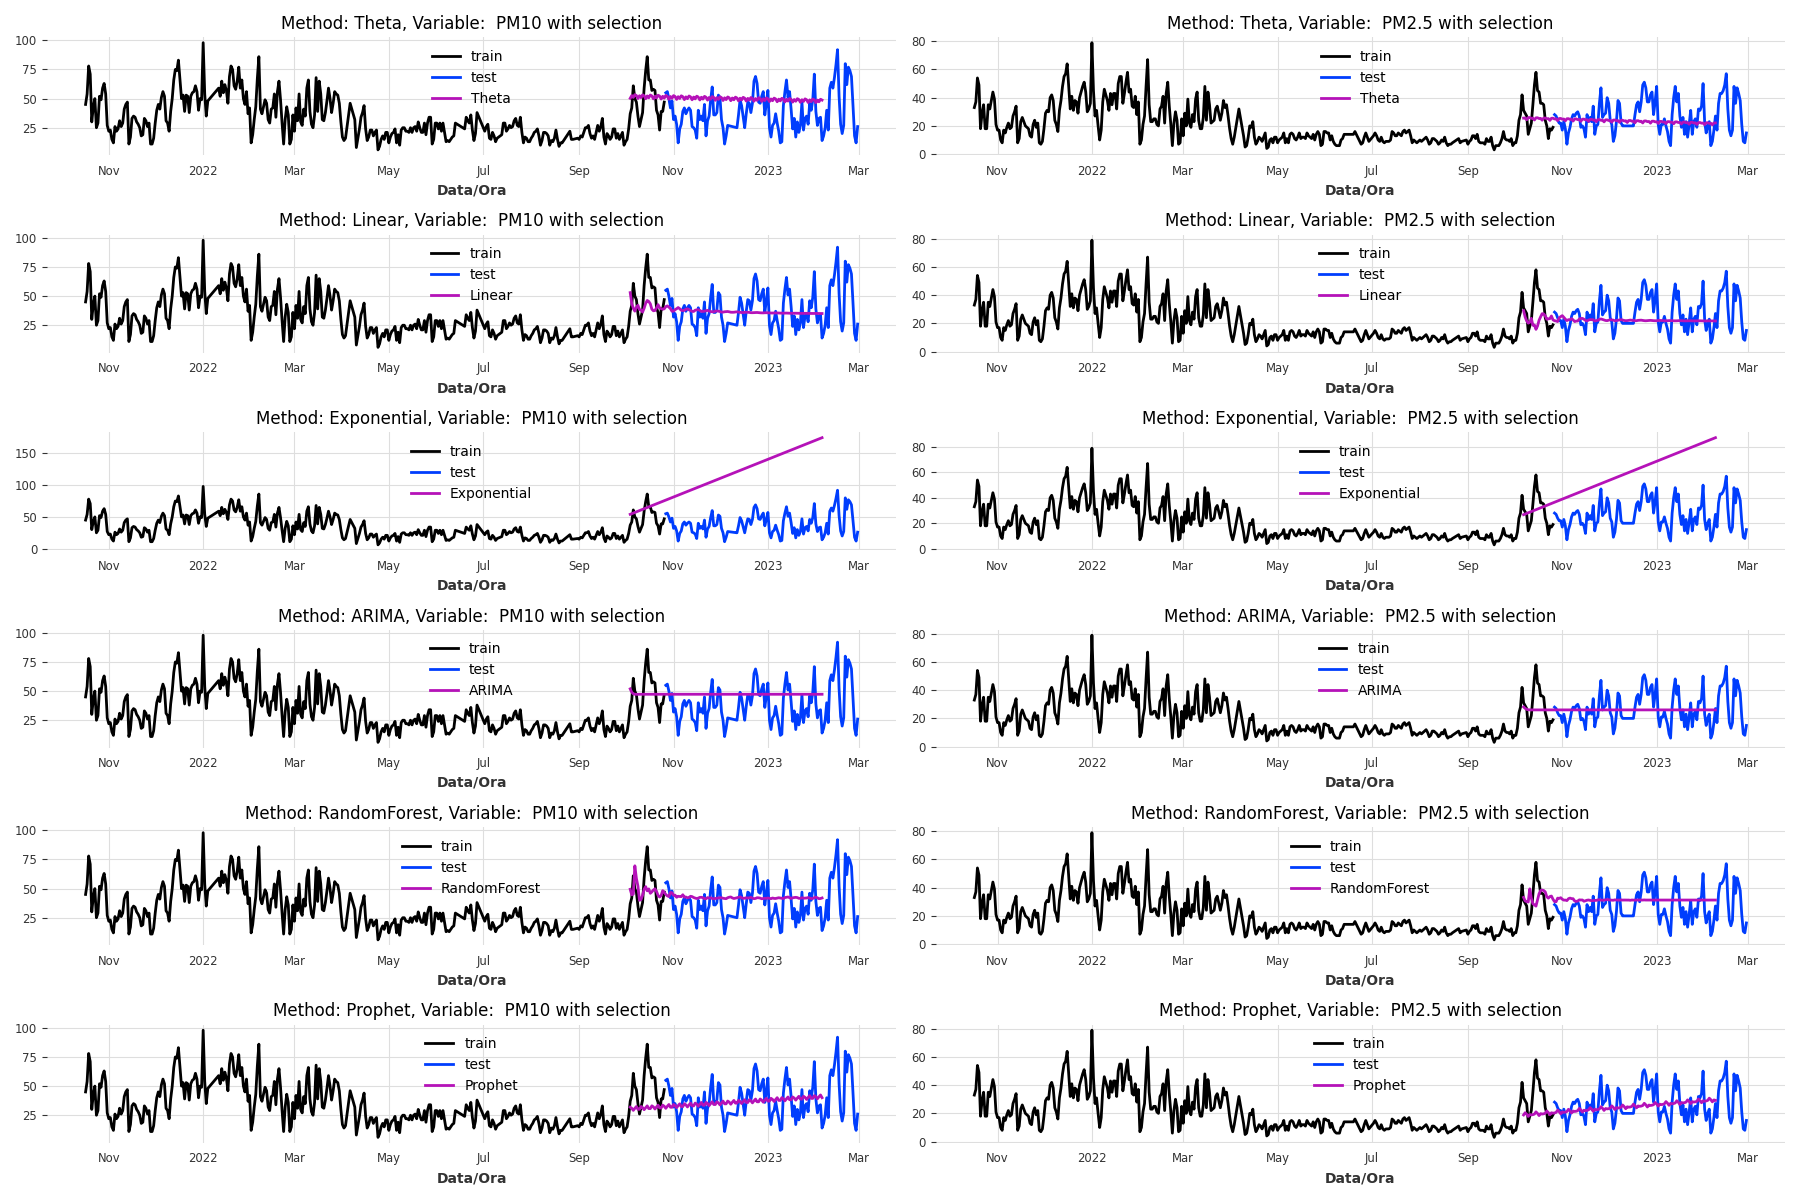 Method: Theta, Variable:  PM10 with selection
100
75
50
25
train
test
Theta
Nov 2022 Mar May Jul Sep Nov 2023 Mar
Data/Ora
Method: Theta, Variable:  PM2.5 with selection
80
60
40
20
0
train
test
Theta
Nov 2022 Mar May Jul Sep Nov 2023 Mar
Data/Ora
Method: Linear, Variable:  PM10 with selection
100
75
50
25
train
test
Linear
Nov 2022 Mar May Jul Sep Nov 2023 Mar
Data/Ora
Method: Linear, Variable:  PM2.5 with selection
80
60
40
20
0
train
test
Linear
Nov 2022 Mar May Jul Sep Nov 2023 Mar
Data/Ora
Method: Exponential, Variable:  PM10 with selection
150
100
50
0
train
test
Exponential
Nov 2022 Mar May Jul Sep Nov 2023 Mar
Data/Ora
Method: Exponential, Variable:  PM2.5 with selection
80
60
40
20
0
train
test
Exponential
Nov 2022 Mar May Jul Sep Nov 2023 Mar
Data/Ora
Method: ARIMA, Variable:  PM10 with selection
100
75
50
25
train
test
ARIMA
Nov 2022 Mar May Jul Sep Nov 2023 Mar
Data/Ora
Method: ARIMA, Variable:  PM2.5 with selection
80
60
40
20
0
train
test
ARIMA
Nov 2022 Mar May Jul Sep Nov 2023 Mar
Data/Ora
Method: RandomForest, Variable:  PM10 with selection
100
75
50
25
train
test
RandomForest
Nov 2022 Mar May Jul Sep Nov 2023 Mar
Data/Ora
Method: RandomForest, Variable:  PM2.5 with selection
80
60
40
20
0
train
test
RandomForest
Nov 2022 Mar May Jul Sep Nov 2023 Mar
Data/Ora
Method: Prophet, Variable:  PM10 with selection
100
75
50
25
train
test
Prophet
Nov 2022 Mar May Jul Sep Nov 2023 Mar
Data/Ora
Method: Prophet, Variable:  PM2.5 with selection
80
60
40
20
0
train
test
Prophet
Nov 2022 Mar May Jul Sep Nov 2023 Mar
Data/Ora